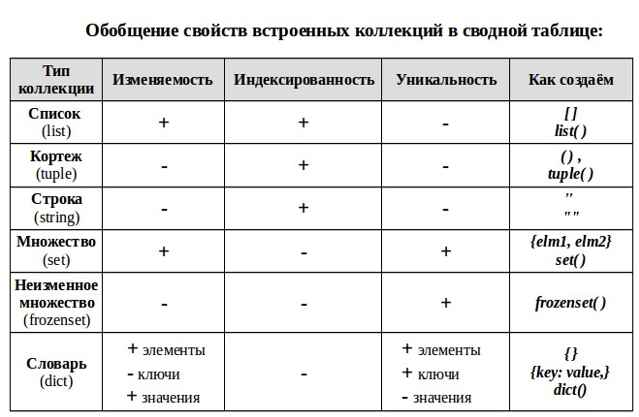 Обобщение свойств встроенных коллекций в сводной таблице:
Тип коллекции Изменяемость Индексированность Уникальность Как создаём
Список (list) + + - [ ] list( )
Кортеж (tuple) - + - ( ) , tuple( )
Строка (string) - + - '' ""
Множество (set) + - + {elm1, elm2} set( )
Неизменное множество (frozenset) - - + frozenset( )
Словарь (dict) + элементы - ключи + значения - + элементы + ключи - значения { } {key: value,} dict()